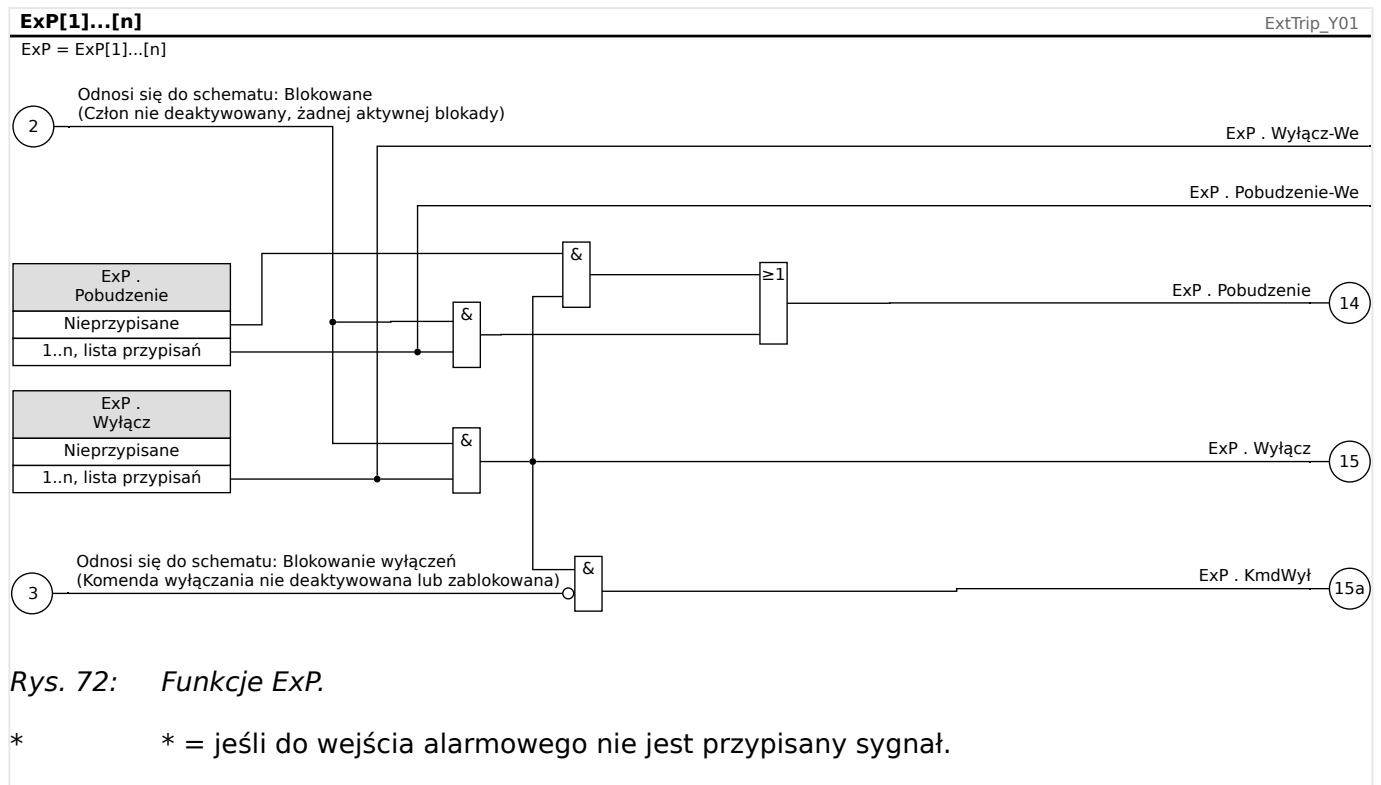 ExP[1]...[n]
ExtTrip_Y01
ExP = ExP[1]...[n]
Odnosi się do schematu: Blokowane
(Człon nie deaktywowany, żadnej aktywnej blokady)
2
ExP . Wyłącz-We
ExP . Pobudzenie-We
&
ExP .
Pobudzenie
≥1
ExP . Pobudzenie
14
Nieprzypisane
&
1..n, lista przypisań
ExP .
Wyłącz
&
Nieprzypisane
ExP . Wyłącz
15
1..n, lista przypisań
Odnosi się do schematu: Blokowanie wyłączeń
(Komenda wyłączania nie deaktywowana lub zablokowana)
3
&
ExP . KmdWył
15a
Rys. 72: Funkcje ExP.
* * = jeśli do wejścia alarmowego nie jest przypisany sygnał.